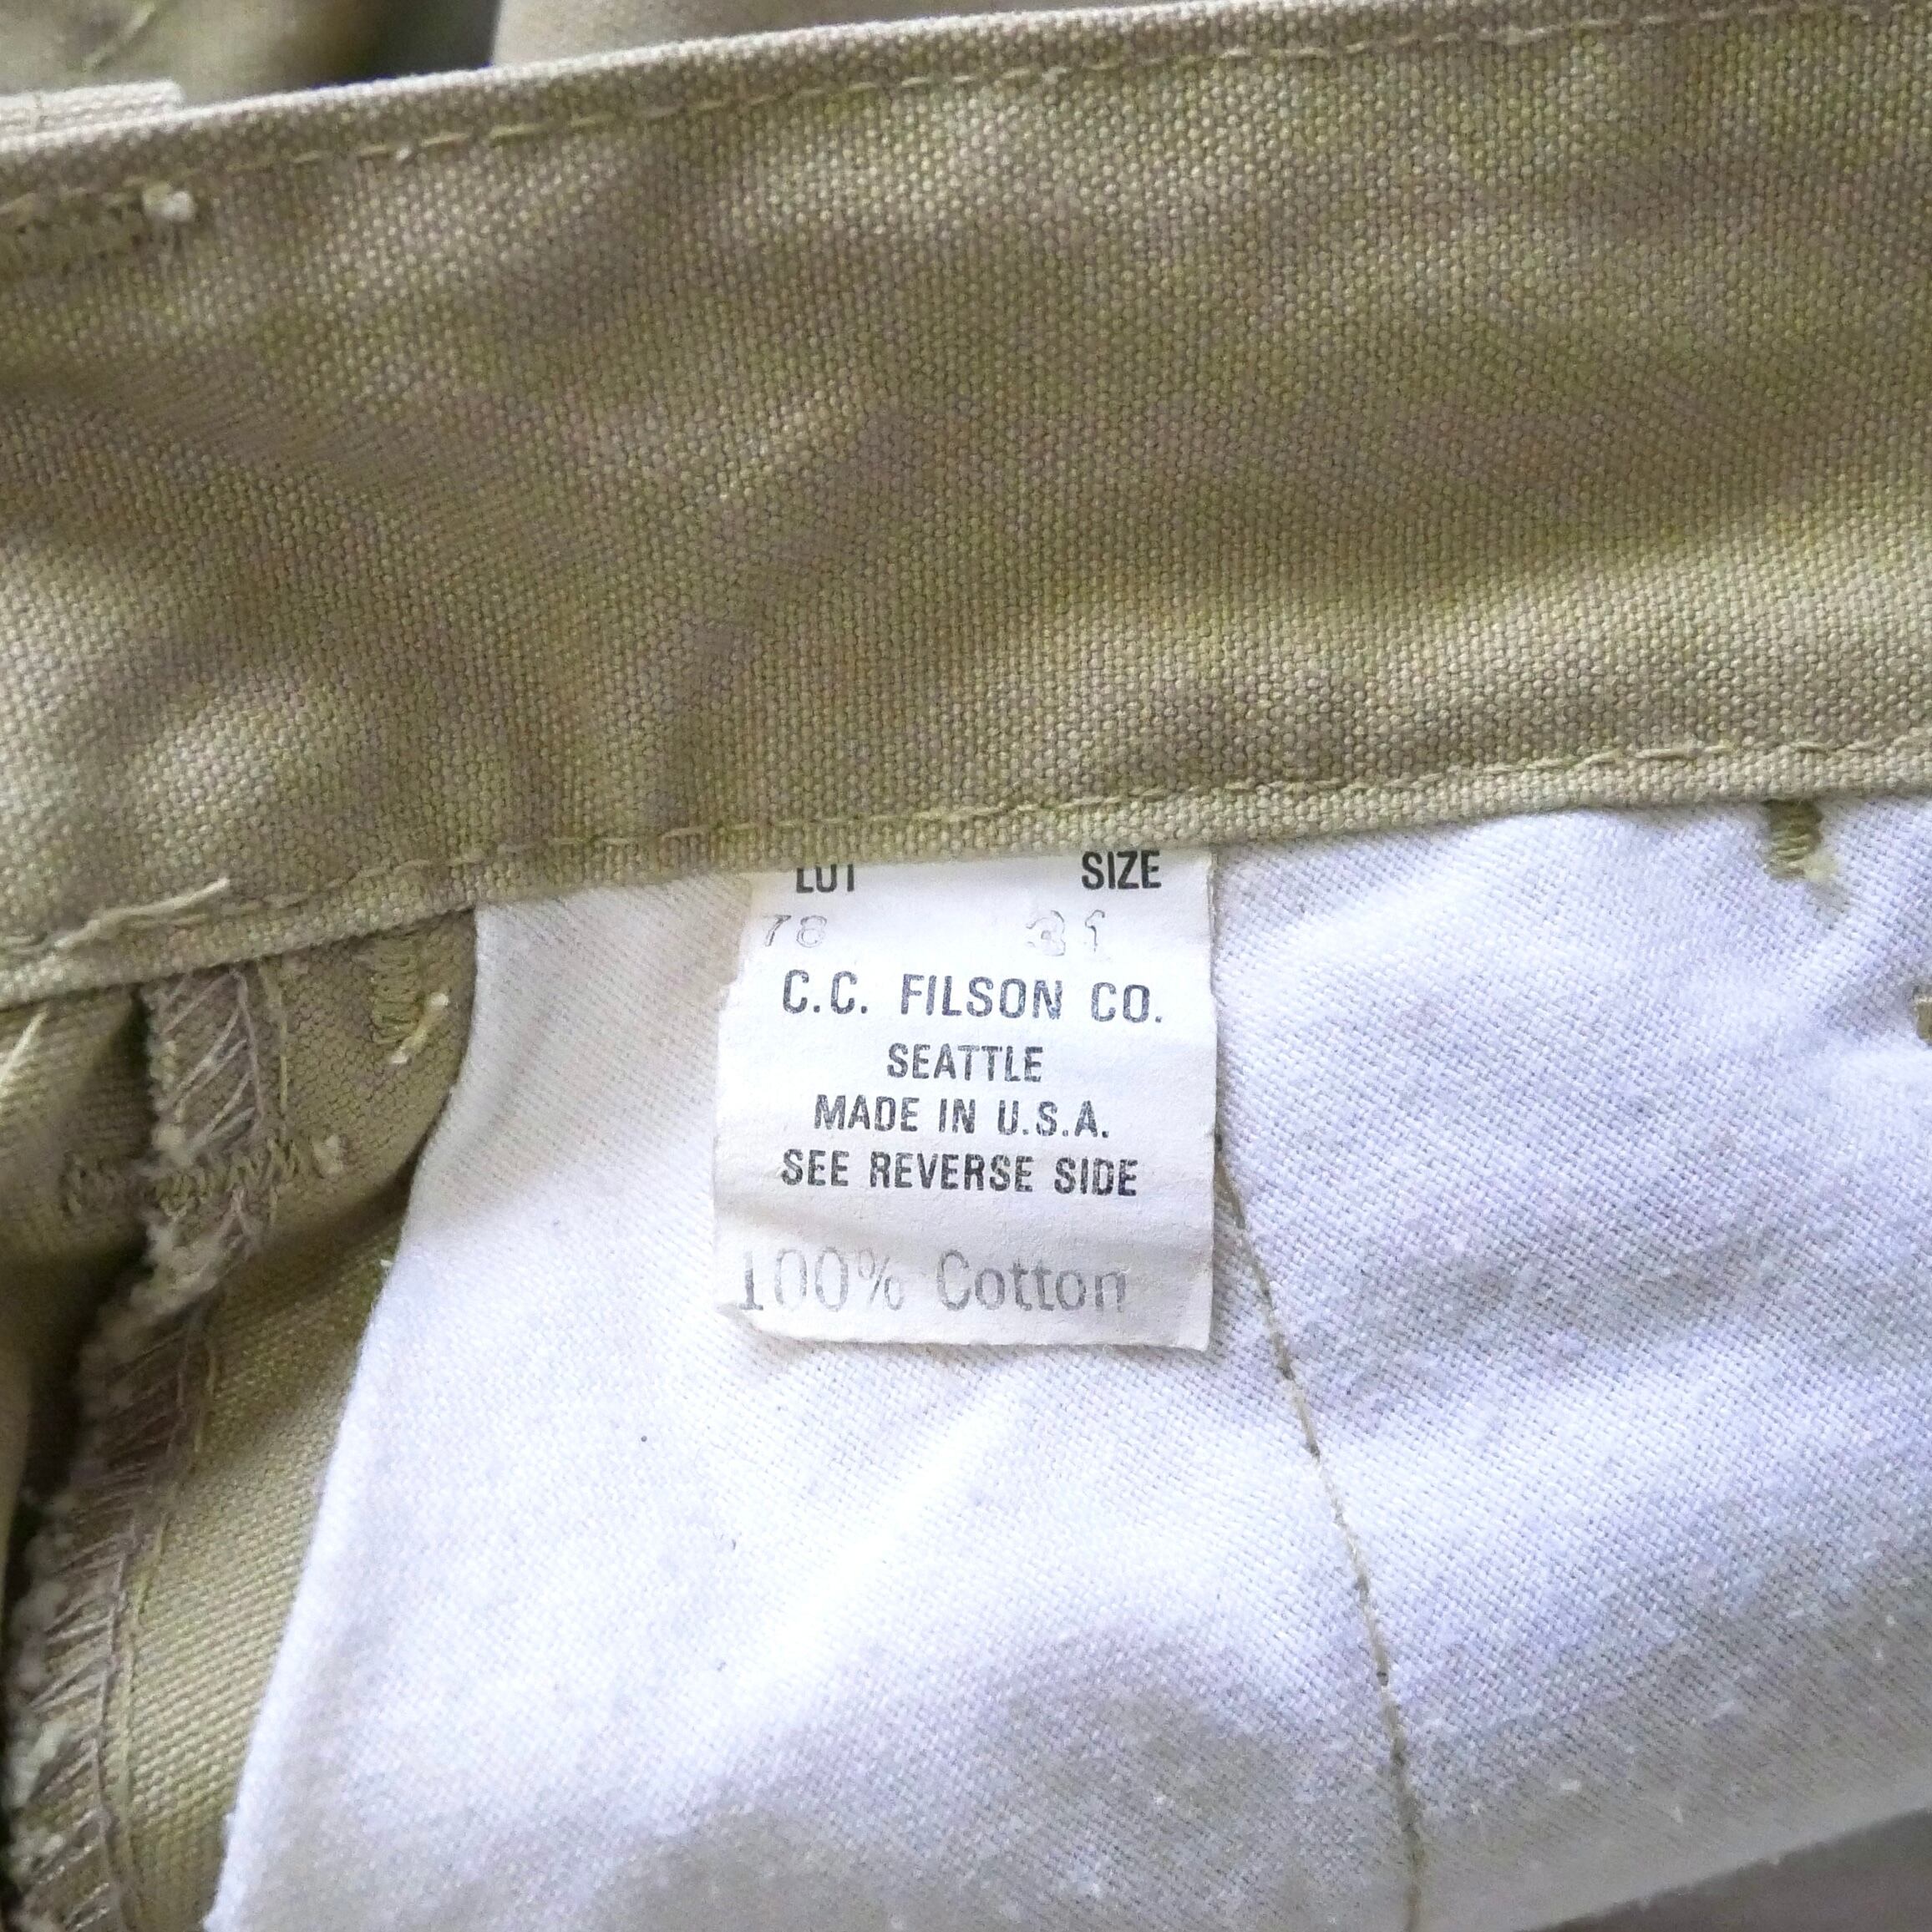 LOT SIZE
78 31
C.C. FILSON CO.
SEATTLE
MADE IN U.S.A.
SEE REVERSE SIDE
100% Cotton